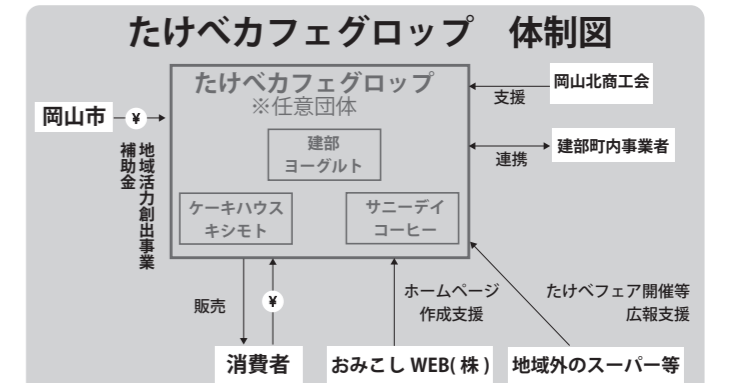 たけべカフェグロップ 体制図
たけべカフェグロップ
※任意団体
建部
ヨーグルト
ケーキハウス
キシモト
サニーデイ
コーヒー
岡山市
¥
地域活力創出事業
補助金
岡山北商工会
支援
建部町内事業者
連携
販売
¥
ホームページ
作成支援
たけべフェア開催等
広報支援
消費者
おみこしWEB(株)
地域外のスーパー等